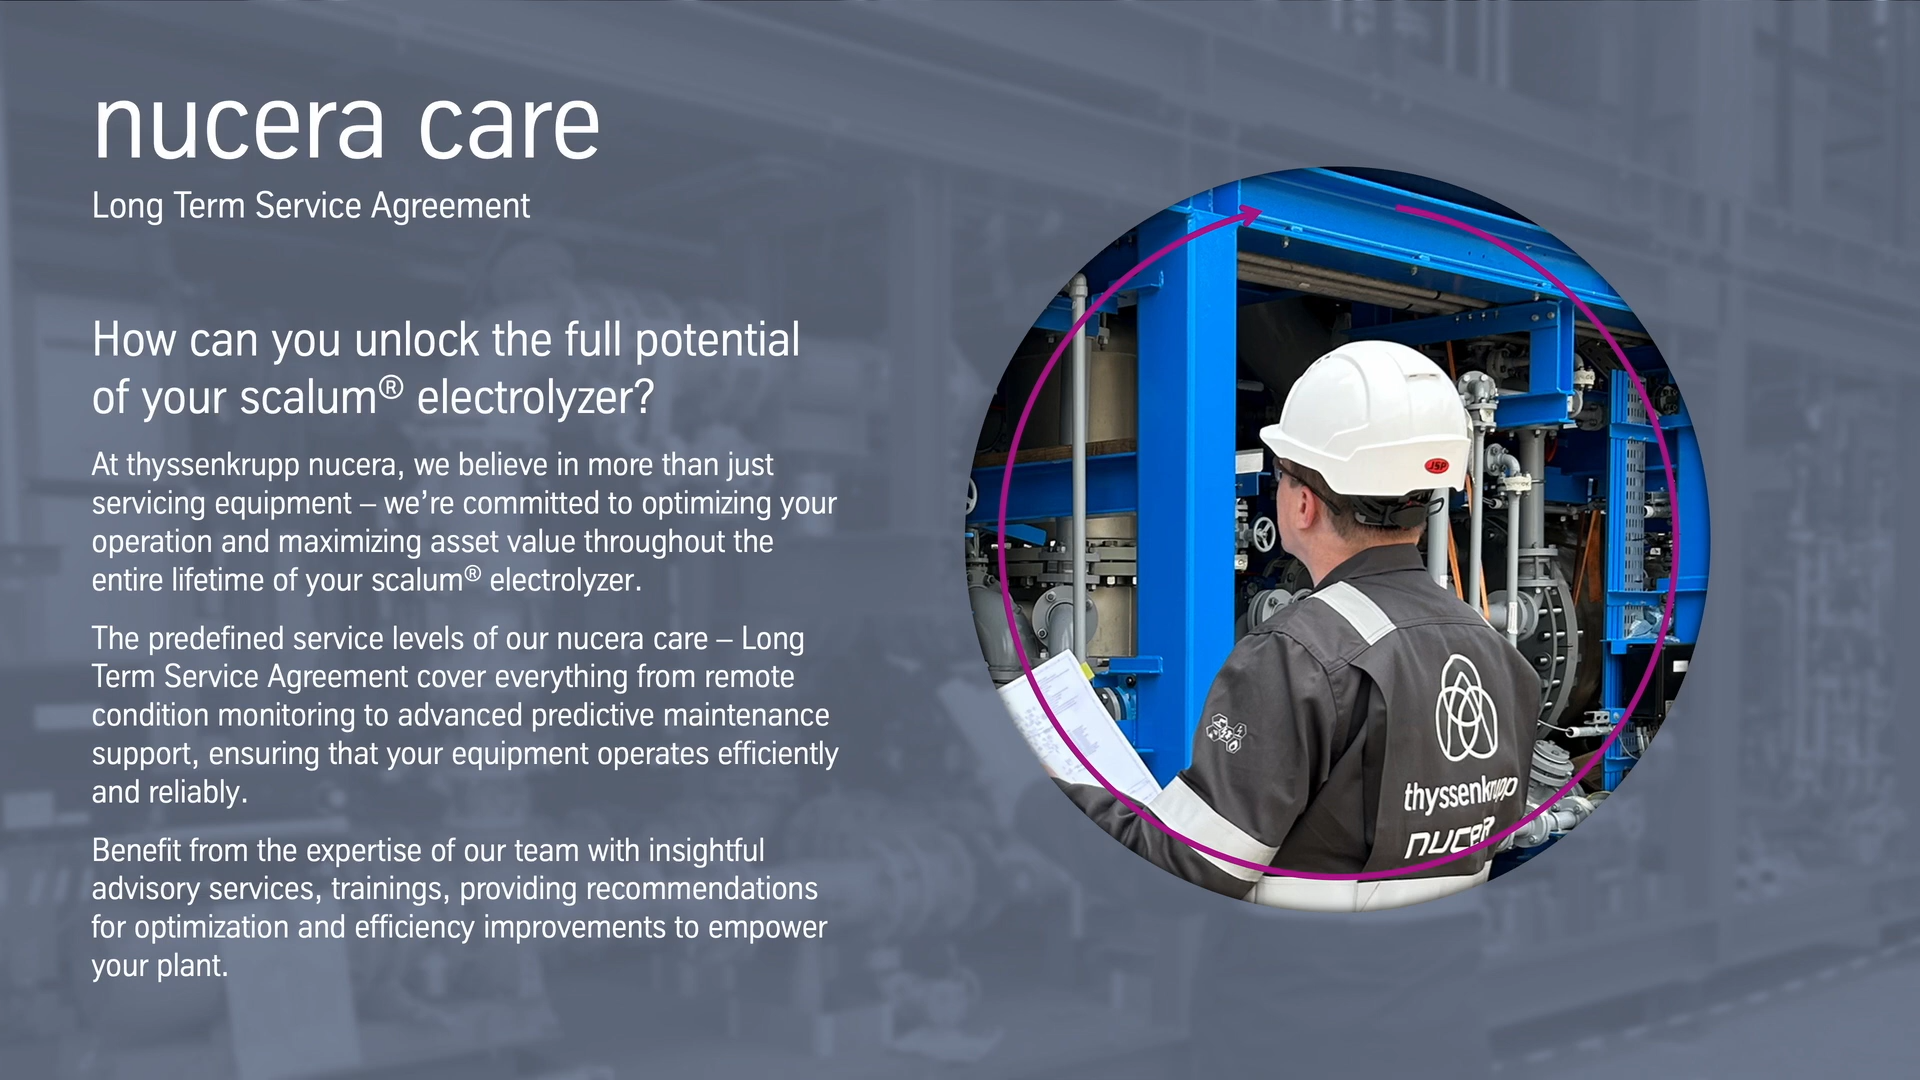 nucera care
Long Term Service Agreement
How can you unlock the full potential
of your scalum® electrolyzer?
At thyssenkrupp nucera, we believe in more than just
servicing equipment – we’re committed to optimizing your
operation and maximizing asset value throughout the
entire lifetime of your scalum® electrolyzer.
The predefined service levels of our nucera care – Long
Term Service Agreement cover everything from remote
condition monitoring to advanced predictive maintenance
support, ensuring that your equipment operates efficiently
and reliably.
Benefit from the expertise of our team with insightful
advisory services, trainings, providing recommendations
for optimization and efficiency improvements to empower
your plant.
JSP
thyssenkrupp
nucer